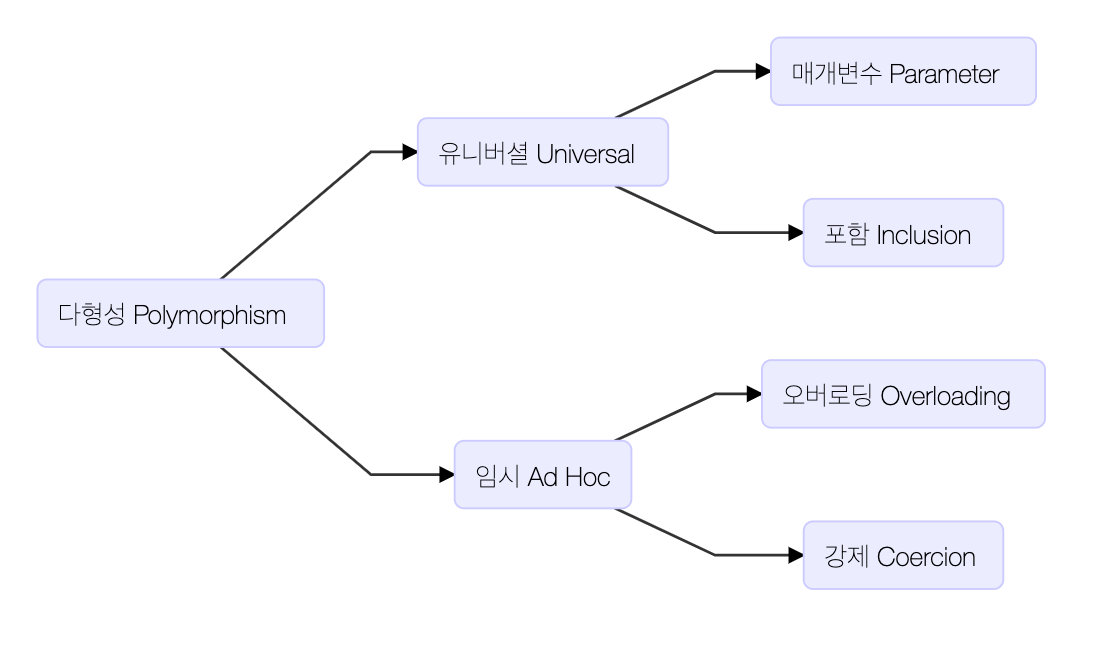 다형성 Polymorphism
유니버셜 Universal
매개변수 Parameter
포함 Inclusion
임시 Ad Hoc
오버로딩 Overloading
강제 Coercion